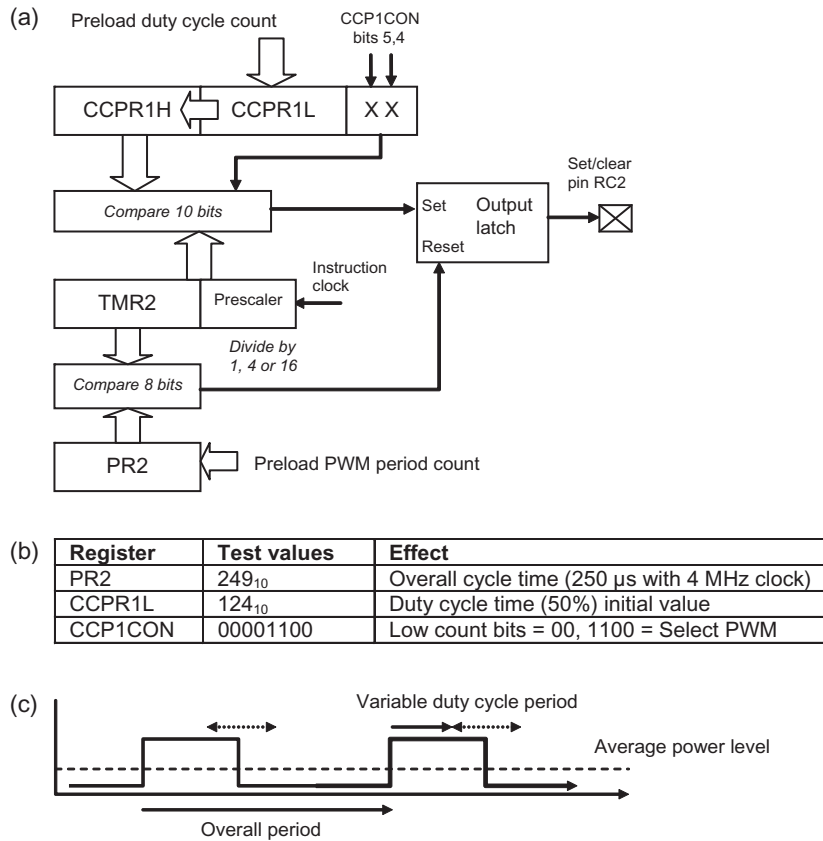 (a)
Preload duty cycle count
CCP1CON
bits 5,4
CCPR1H
CCPR1L
X X
Compare 10 bits
Set
Output
latch
Reset
Set/clear
pin RC2
TMR2
Prescaler
Instruction
clock
Divide by
1, 4 or 16
Compare 8 bits
PR2
Preload PWM period count
(b)
Register Test values Effect
PR2 249₁₀ Overall cycle time (250 µs with 4 MHz clock)
CCPR1L 124₁₀ Duty cycle time (50%) initial value
CCP1CON 00001100 Low count bits = 00, 1100 = Select PWM
(c)
Variable duty cycle period
Average power level
Overall period